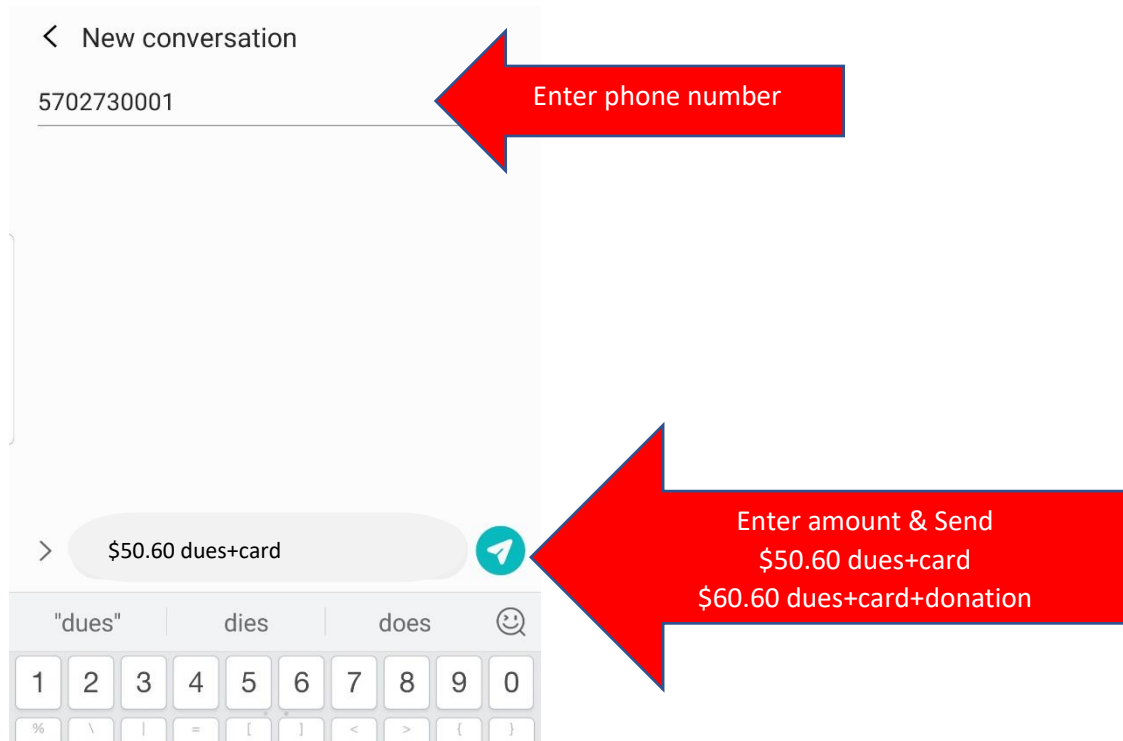 < New conversation
5702730001
Enter phone number
> $50.60 dues+card
Enter amount & Send
$50.60 dues+card
$60.60 dues+card+donation
"dues" dies does
1 2 3 4 5 6 7 8 9 0
% \ | = [ ] < > { }